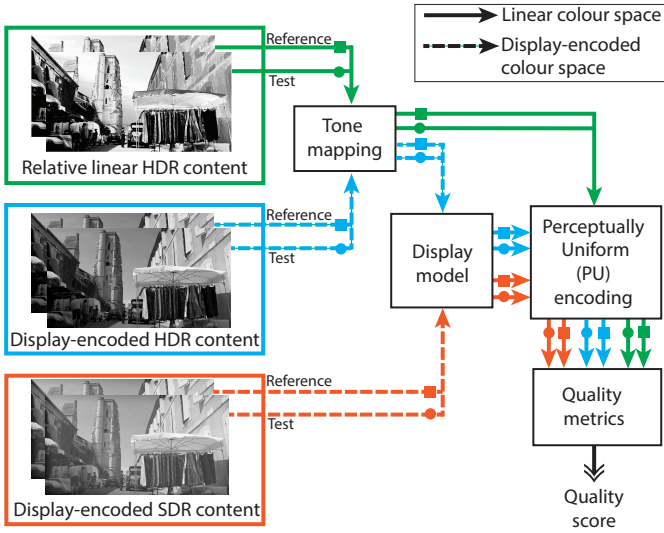 Reference
Test
Relative linear HDR content
Linear colour space
Display-encoded
colour space
Tone
mapping
Reference
Test
Display-encoded HDR content
Display
model
Perceptually
Uniform
(PU)
encoding
Reference
Test
Display-encoded SDR content
Quality
metrics
Quality
score